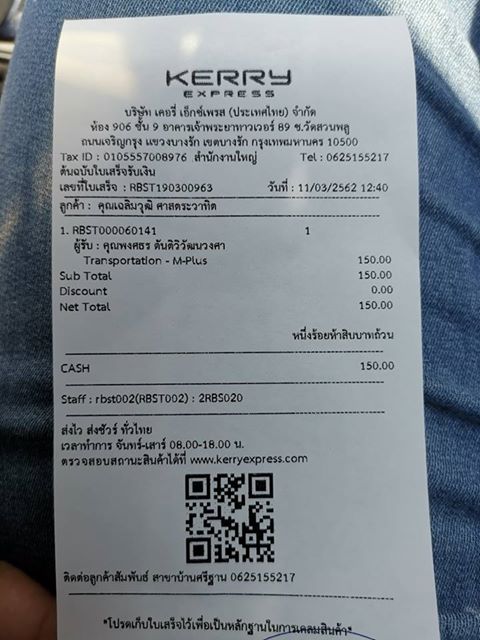 KERRY
EXPRESS
บริษัท เคอรี่ เอ็กซ์เพรส (ประเทศไทย) จำกัด
ห้อง 906 ชั้น 9 อาคารเจ้าพระยาทาวเวอร์ 89 ซ.วัดสวนพลู
ถนนเจริญกรุง แขวงบางรัก เขตบางรัก กรุงเทพมหานคร 10500
Tax ID : 0105557008976 สำนักงานใหญ่ Tel : 0625155217
ต้นฉบับใบเสร็จรับเงิน
เลขที่ใบเสร็จ : RBST190300963 วันที่ : 11/03/2562 12:40
ลูกค้า : คุณเฉลิมวุฒิ ศาสตระวาทิต
1. RBST000060141 1
ผู้รับ : คุณพงศธร ตันติวิวัฒนวงศา
Transportation - M-Plus 150.00
Sub Total 150.00
Discount 0.00
Net Total 150.00
หนึ่งร้อยห้าสิบบาทถ้วน
CASH 150.00
Staff : rbst002(RBST002) : 2RBS020
ส่งไว ส่งชัวร์ ทั่วไทย
เวลาทำการ จันทร์-เสาร์ 08.00-18.00 น.
ตรวจสอบสถานะสินค้าได้ที่ www.kerryexpress.com
ติดต่อลูกค้าสัมพันธ์ สาขาบ้านศรีฐาน 0625155217
*โปรดเก็บใบเสร็จไว้เพื่อเป็นหลักฐานในการเคลมสินค้า*